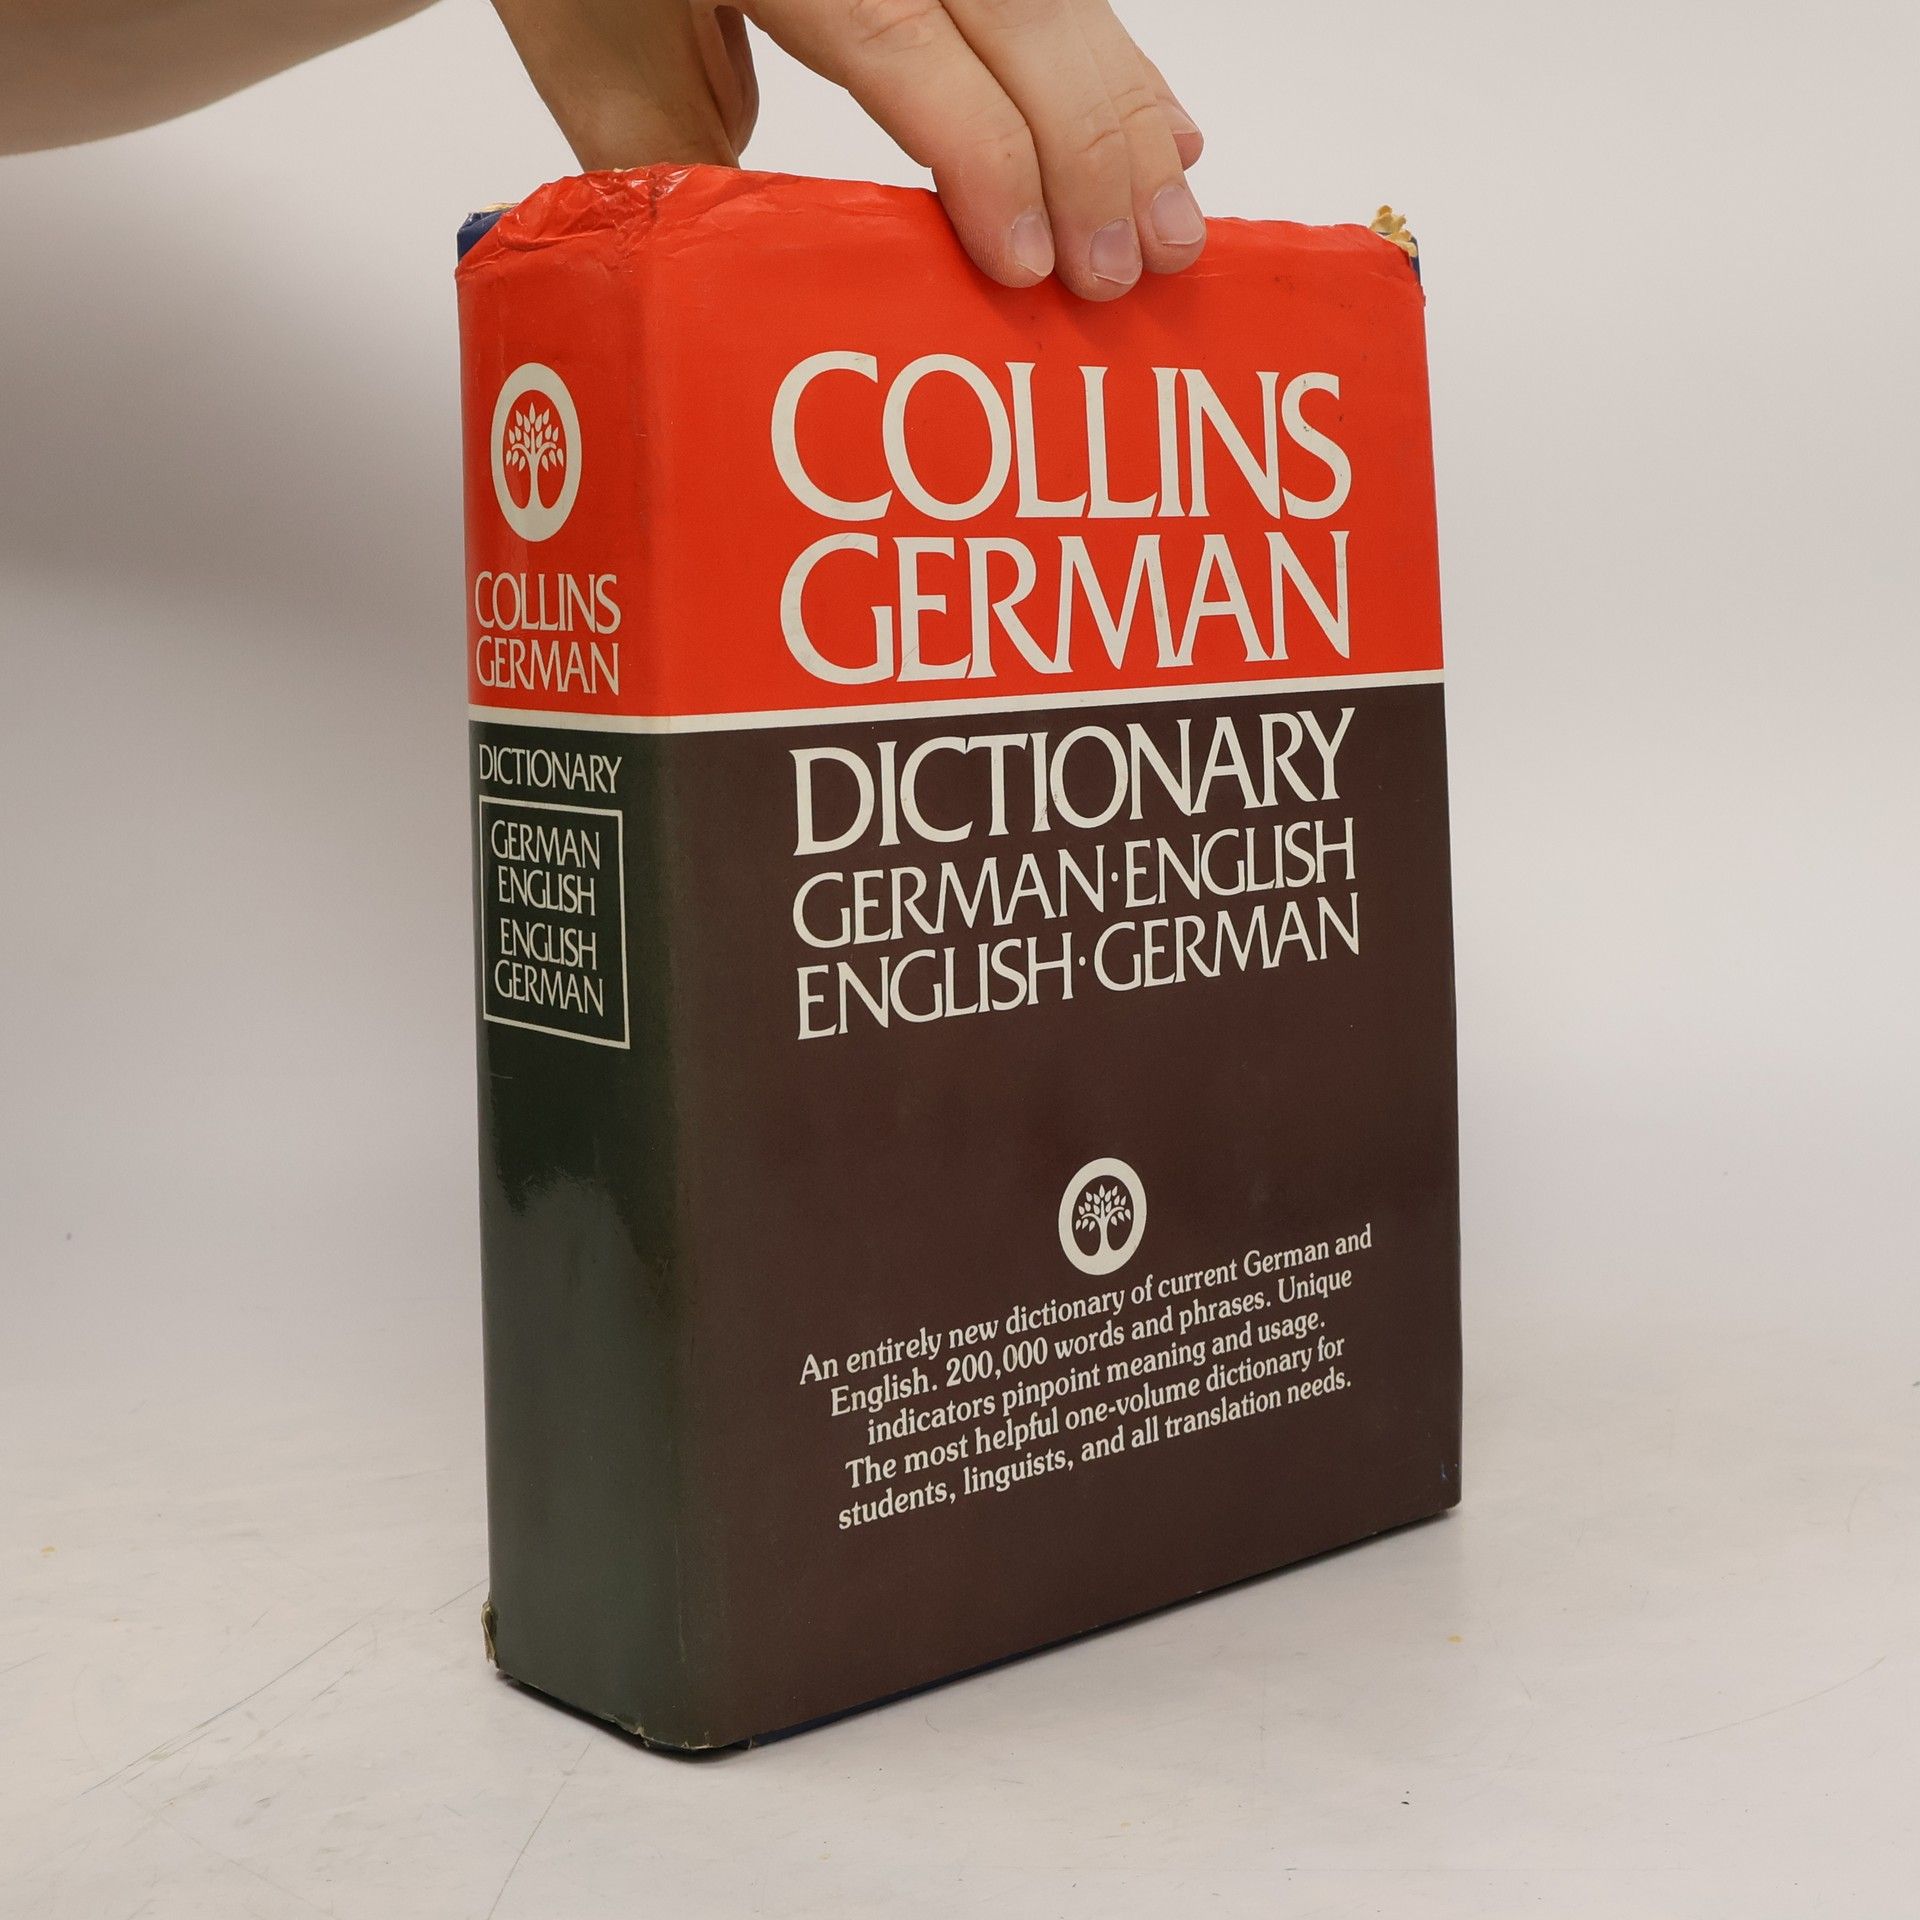 COLLINS
GERMAN
DICTIONARY
GERMAN
ENGLISH
ENGLISH
GERMAN
COLLINS
GERMAN
DICTIONARY
GERMAN·ENGLISH
ENGLISH·GERMAN
An entirely new dictionary of current German and
English. 200,000 words and phrases. Unique
indicators pinpoint meaning and usage.
The most helpful one-volume dictionary for
students, linguists, and all translation needs.